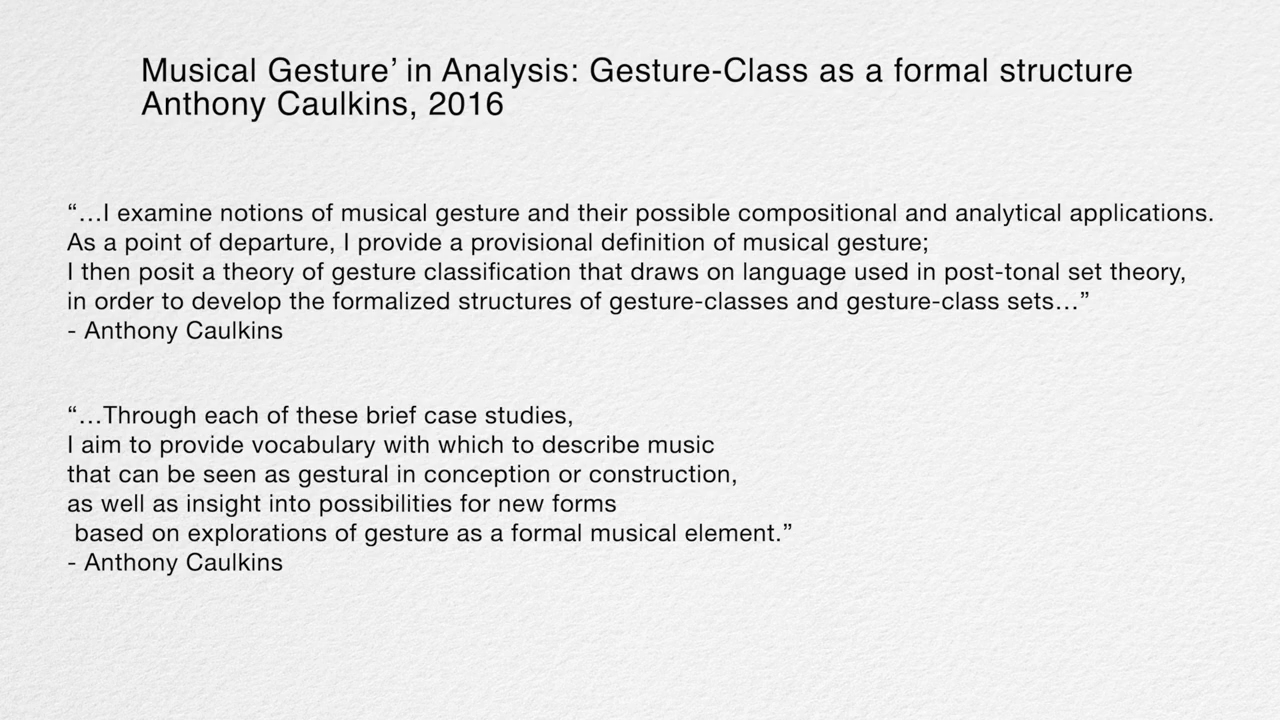 Musical Gesture’ in Analysis: Gesture-Class as a formal structure
Anthony Caulkins, 2016
“…I examine notions of musical gesture and their possible compositional and analytical applications.
As a point of departure, I provide a provisional definition of musical gesture;
I then posit a theory of gesture classification that draws on language used in post-tonal set theory,
in order to develop the formalized structures of gesture-classes and gesture-class sets…”
- Anthony Caulkins
“…Through each of these brief case studies,
I aim to provide vocabulary with which to describe music
that can be seen as gestural in conception or construction,
as well as insight into possibilities for new forms
based on explorations of gesture as a formal musical element.”
- Anthony Caulkins